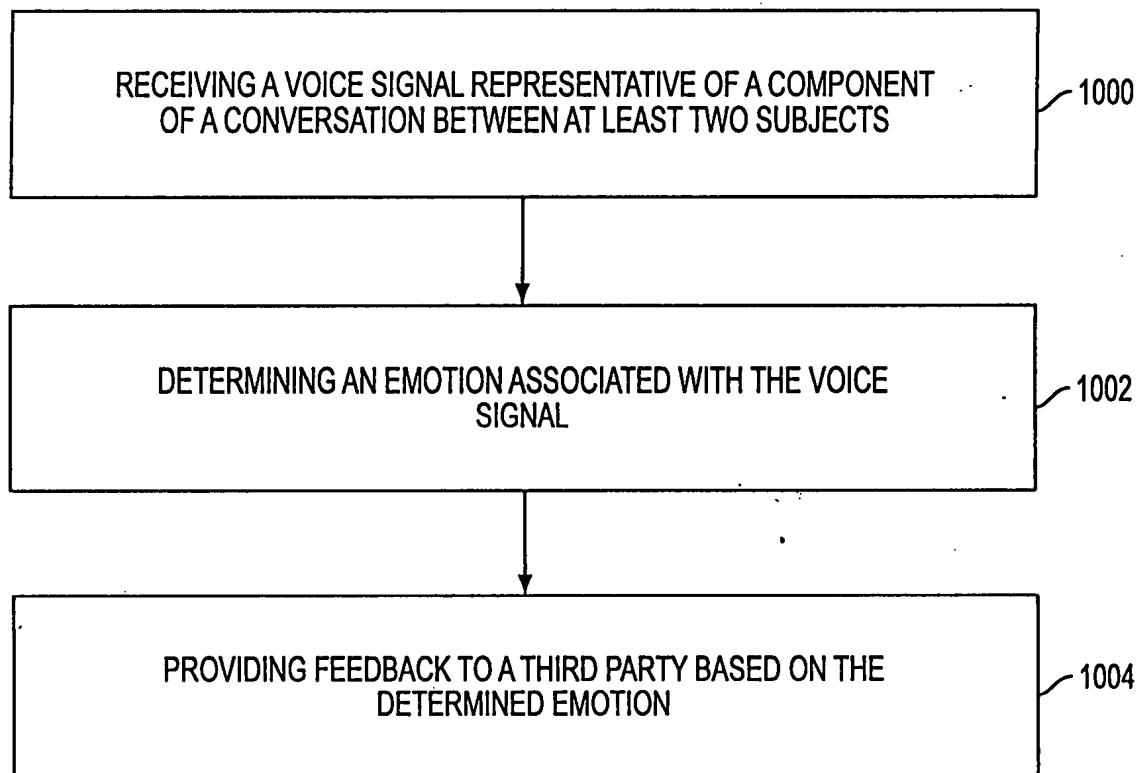 RECEIVING A VOICE SIGNAL REPRESENTATIVE OF A COMPONENT
OF A CONVERSATION BETWEEN AT LEAST TWO SUBJECTS
1000
DETERMINING AN EMOTION ASSOCIATED WITH THE VOICE
SIGNAL
1002
PROVIDING FEEDBACK TO A THIRD PARTY BASED ON THE
DETERMINED EMOTION
1004